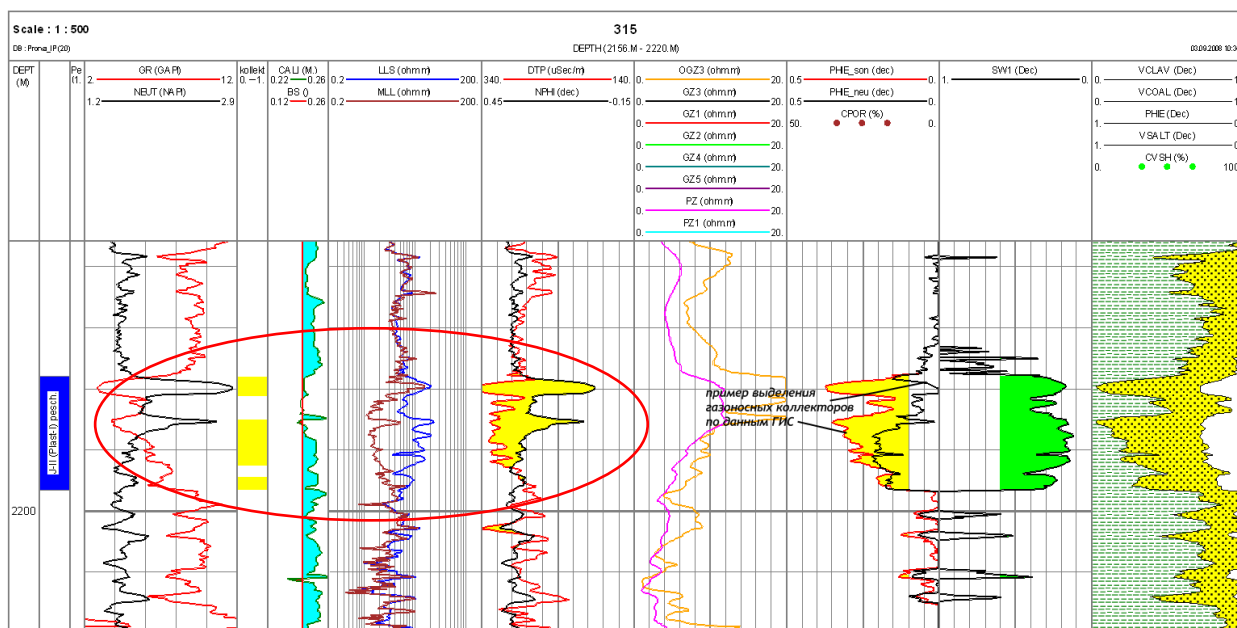 Scale : 1 : 500
315
DB : Prona_IP (20)
DEPTH (2156.M - 2220.M)
03.09.2008 10:3
DEPT
(M)
Pe
(1.
GR (GAPI)
2. 12.
NEUT (NAPI)
1.2 2.9
kollekt
0. 1.
CALI (M.)
0.22 0.26
BS ()
0.12 0.26
LLS (ohmm)
0.2 200.
MLL (ohmm)
0.2 200.
DTP (uSec/m)
340. 140.
NPHI (dec)
0.45 -0.15
OGZ3 (ohmm)
0. 20.
GZ3 (ohmm)
0. 20.
GZ1 (ohmm)
0. 20.
GZ2 (ohmm)
0. 20.
GZ4 (ohmm)
0. 20.
GZ5 (ohmm)
0. 20.
PZ (ohmm)
0. 20.
PZ1 (ohmm)
0. 20.
PHIE_son (dec)
0.5 0.
PHIE_neu (dec)
0.5 0.
CPOR (%)
50. 0.
SW1 (Dec)
1. 0.
VCLAV (Dec)
0. 1
VCOAL (Dec)
0. 1
PHIE (Dec)
1. 0
VSALT (Dec)
1. 0
CVSH (%)
0. 100
J-II (Plast-I) pesch.
2200
пример выделения
газоносных коллекторов
по данным ГИС